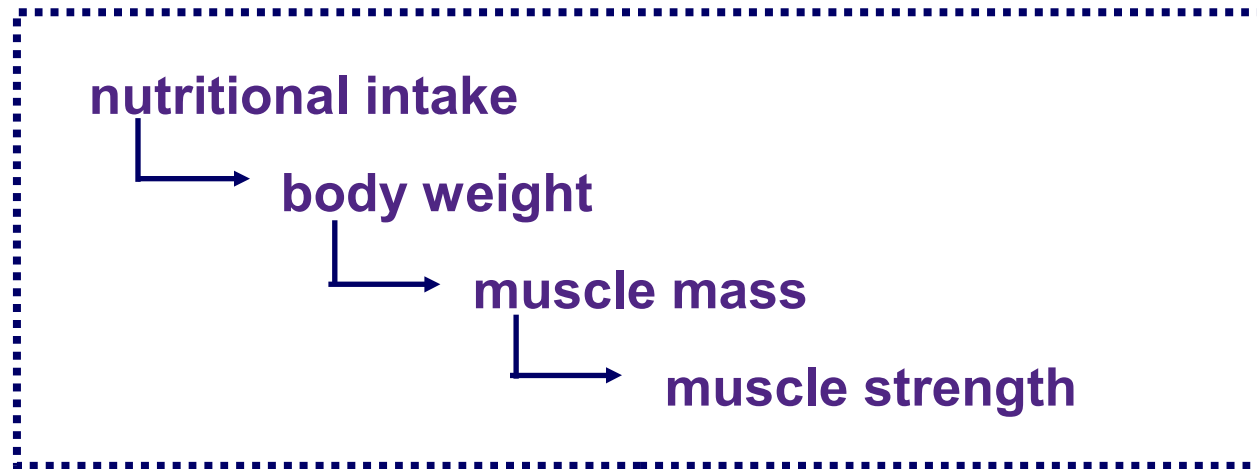 nutritional intake
body weight
muscle mass
muscle strength